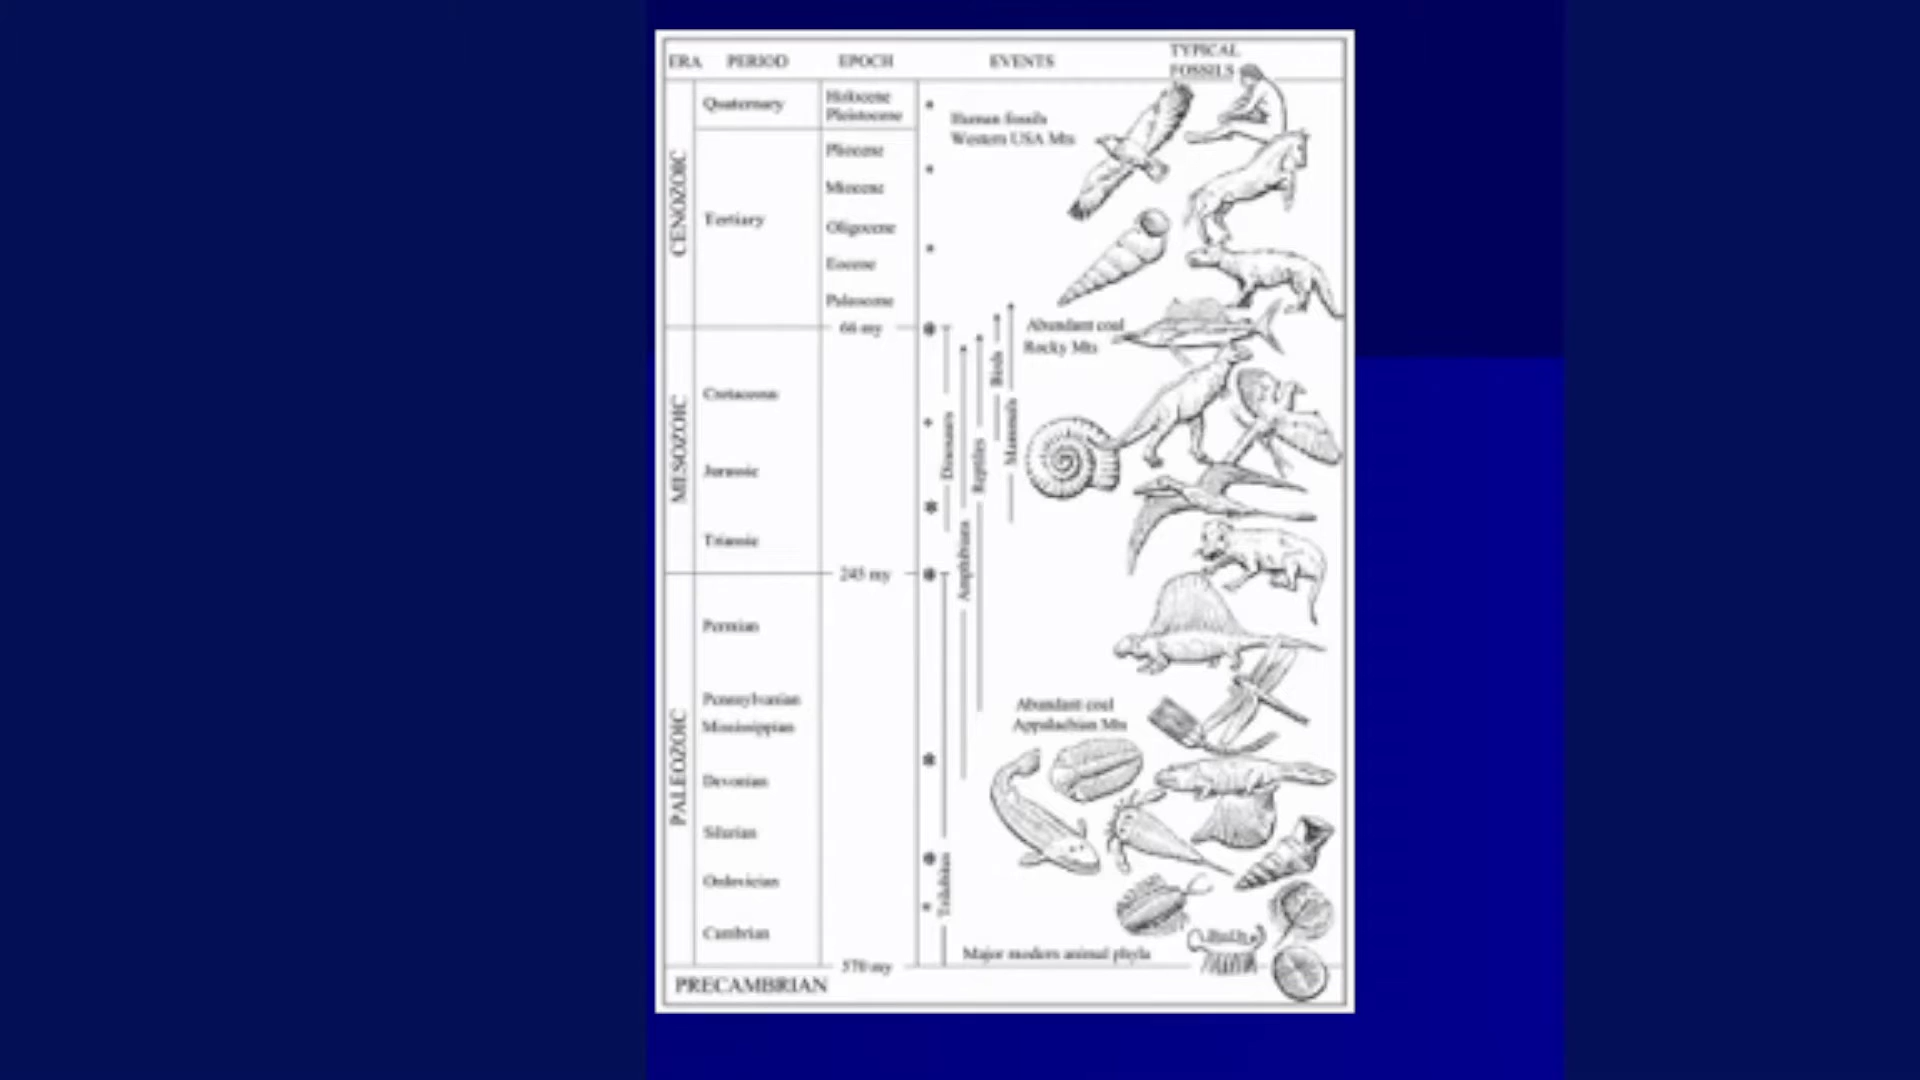 ERA PERIOD EPOCH EVENTS TYPICAL FOSSILS
CENOZOIC
Quaternary
Holocene
Pleistocene
Human fossils
Western USA Mts
Tertiary
Pliocene
Miocene
Oligocene
Eocene
Paleocene
66 my
Abundant coal
Rocky Mts
MESOZOIC
Cretaceous
Jurassic
Triassic
Dinosaurs
Amphibians
Reptiles
Birds
Mammals
245 my
PALEOZOIC
Permian
Pennsylvanian
Mississippian
Devonian
Silurian
Ordovician
Cambrian
Abundant coal
Appalachian Mts
Trilobites
Major modern animal phyla
570 my
PRECAMBRIAN